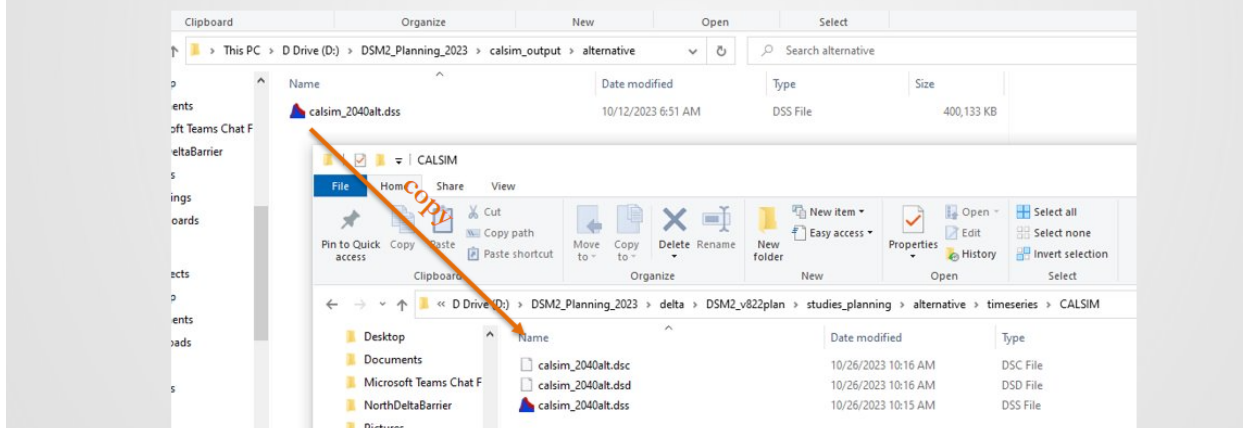 Clipboard Organize New Open Select
This PC > D Drive (D:) > DSM2_Planning_2023 > calsim_output > alternative Search alternative
Name Date modified Type Size
calsim_2040alt.dss 10/12/2023 6:51 AM DSS File 400,133 KB
ents
oft Teams Chat F
eltaBarrier
s
ings
oards
ects
p
ents
oads
s
CALSIM
File Home Share View
copy
Pin to Quick access
Copy
Paste
Cut
Copy path
Paste shortcut
Move to
Copy to
Delete
Rename
New folder
New item
Easy access
Properties
Open
Edit
History
Select all
Select none
Invert selection
Clipboard Organize New Open Select
« D Drive (D:) > DSM2_Planning_2023 > delta > DSM2_v822plan > studies_planning > alternative > timeseries > CALSIM
Name Date modified Type
Desktop
Documents
Microsoft Teams Chat F
NorthDeltaBarrier
Pictures
calsim_2040alt.dsc 10/26/2023 10:16 AM DSC File
calsim_2040alt.dsd 10/26/2023 10:16 AM DSD File
calsim_2040alt.dss 10/26/2023 10:15 AM DSS File